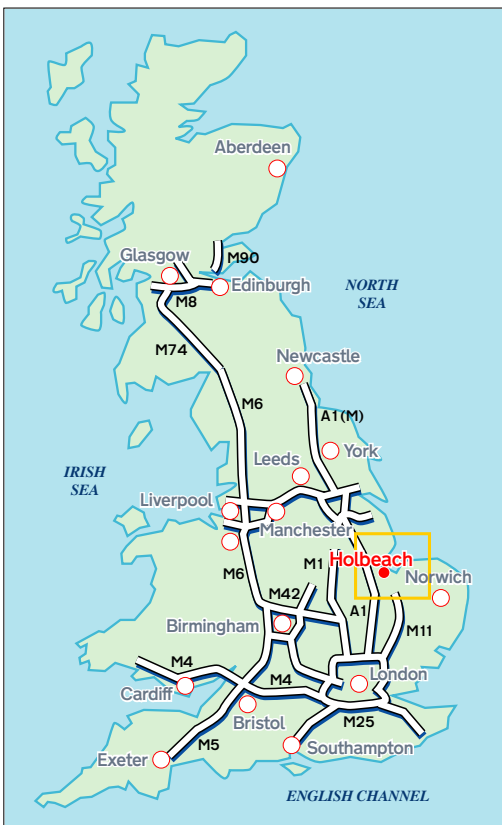 Aberdeen
M90
Glasgow
Edinburgh
M8
NORTH
SEA
M74
Newcastle
M6
A1(M)
York
Leeds
IRISH
SEA
Liverpool
Manchester
Holbeach
M1
M6
Norwich
M42
A1
Birmingham
M11
M4
M4
London
Cardiff
Bristol
M25
M5
Southampton
Exeter
ENGLISH CHANNEL